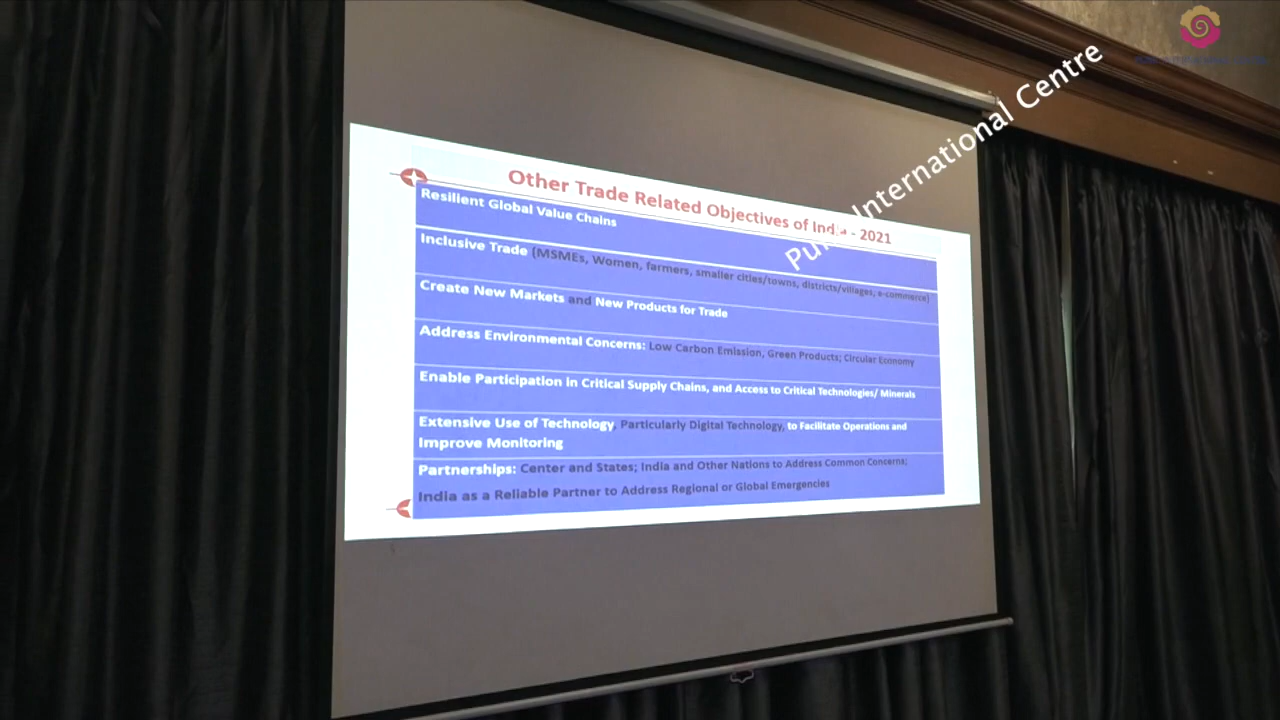 Other Trade Related Objectives of India - 2021
Resilient Global Value Chains
Inclusive Trade (MSMEs, Women, farmers, smaller cities/towns, districts/villages, e-commerce)
Create New Markets and New Products for Trade
Address Environmental Concerns: Low Carbon Emission, Green Products; Circular Economy
Enable Participation in Critical Supply Chains, and Access to Critical Technologies/ Minerals
Extensive Use of Technology, Particularly Digital Technology, to Facilitate Operations and
Improve Monitoring
Partnerships: Center and States; India and Other Nations to Address Common Concerns;
India as a Reliable Partner to Address Regional or Global Emergencies
International Centre